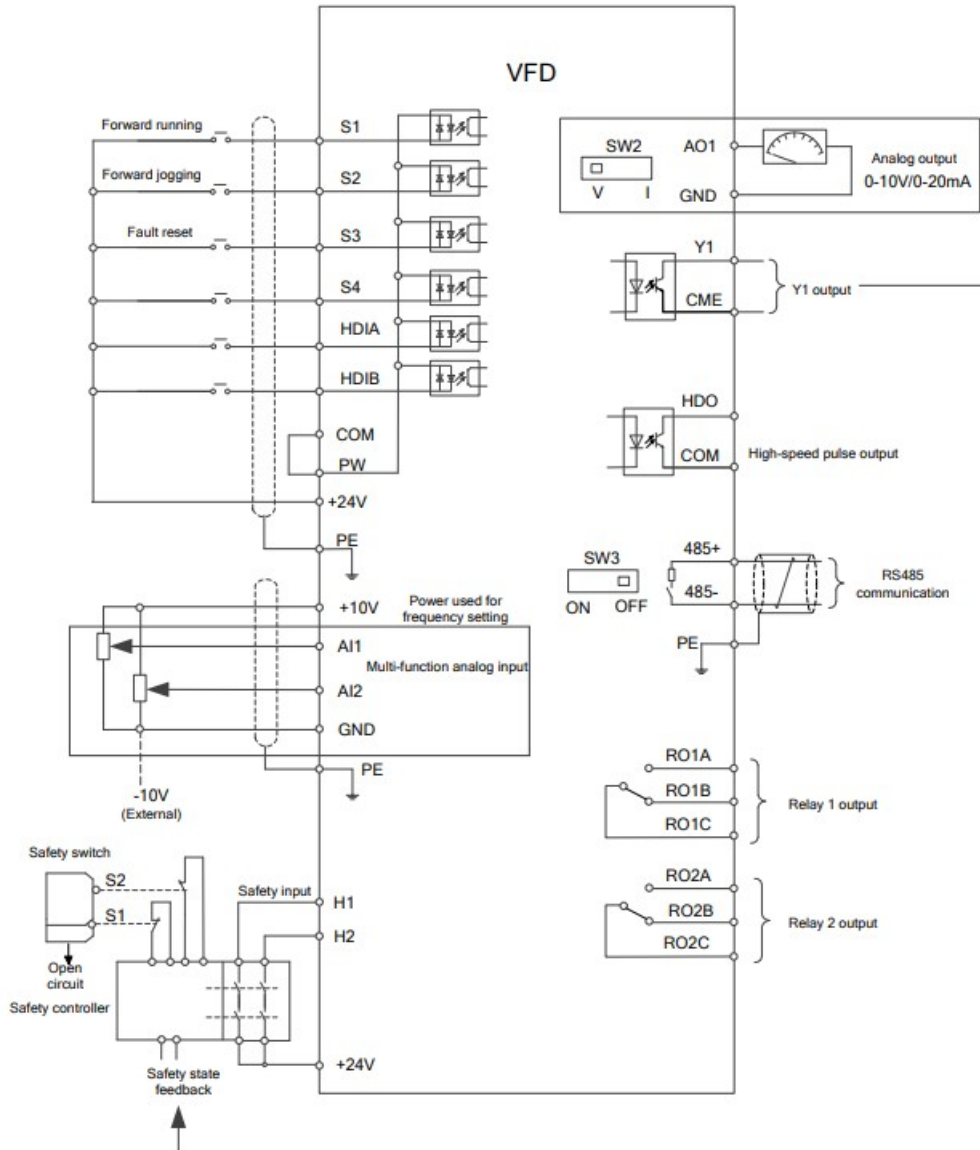 VFD
Forward running
S1
Forward jogging
S2
Fault reset
S3
S4
HDIA
HDIB
COM
PW
+24V
PE
SW2
V I
AO1
GND
Analog output
0-10V/0-20mA
Y1
CME
Y1 output
HDO
COM
High-speed pulse output
SW3
ON OFF
485+
485-
PE
RS485
communication
+10V
Power used for
frequency setting
AI1
Multi-function analog input
AI2
GND
PE
-10V
(External)
RO1A
RO1B
RO1C
Relay 1 output
RO2A
RO2B
RO2C
Relay 2 output
Safety switch
S2
S1
Open
circuit
Safety controller
Safety input
H1
H2
+24V
Safety state
feedback